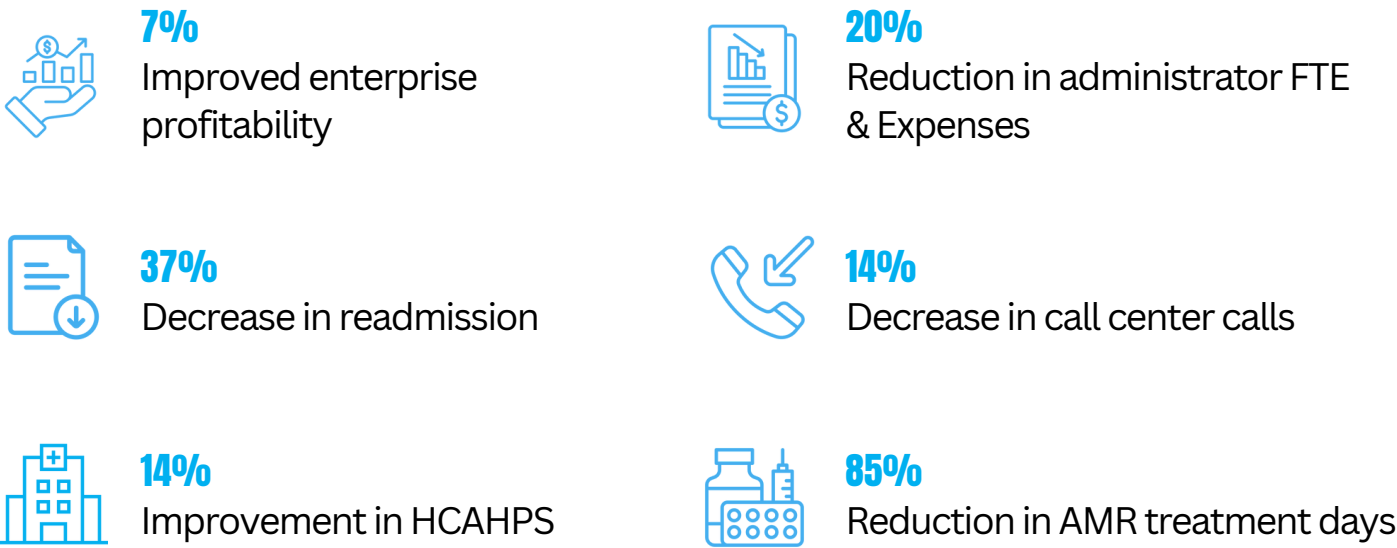 7%
Improved enterprise
profitability
20%
Reduction in administrator FTE
& Expenses
37%
Decrease in readmission
14%
Decrease in call center calls
14%
Improvement in HCAHPS
85%
Reduction in AMR treatment days